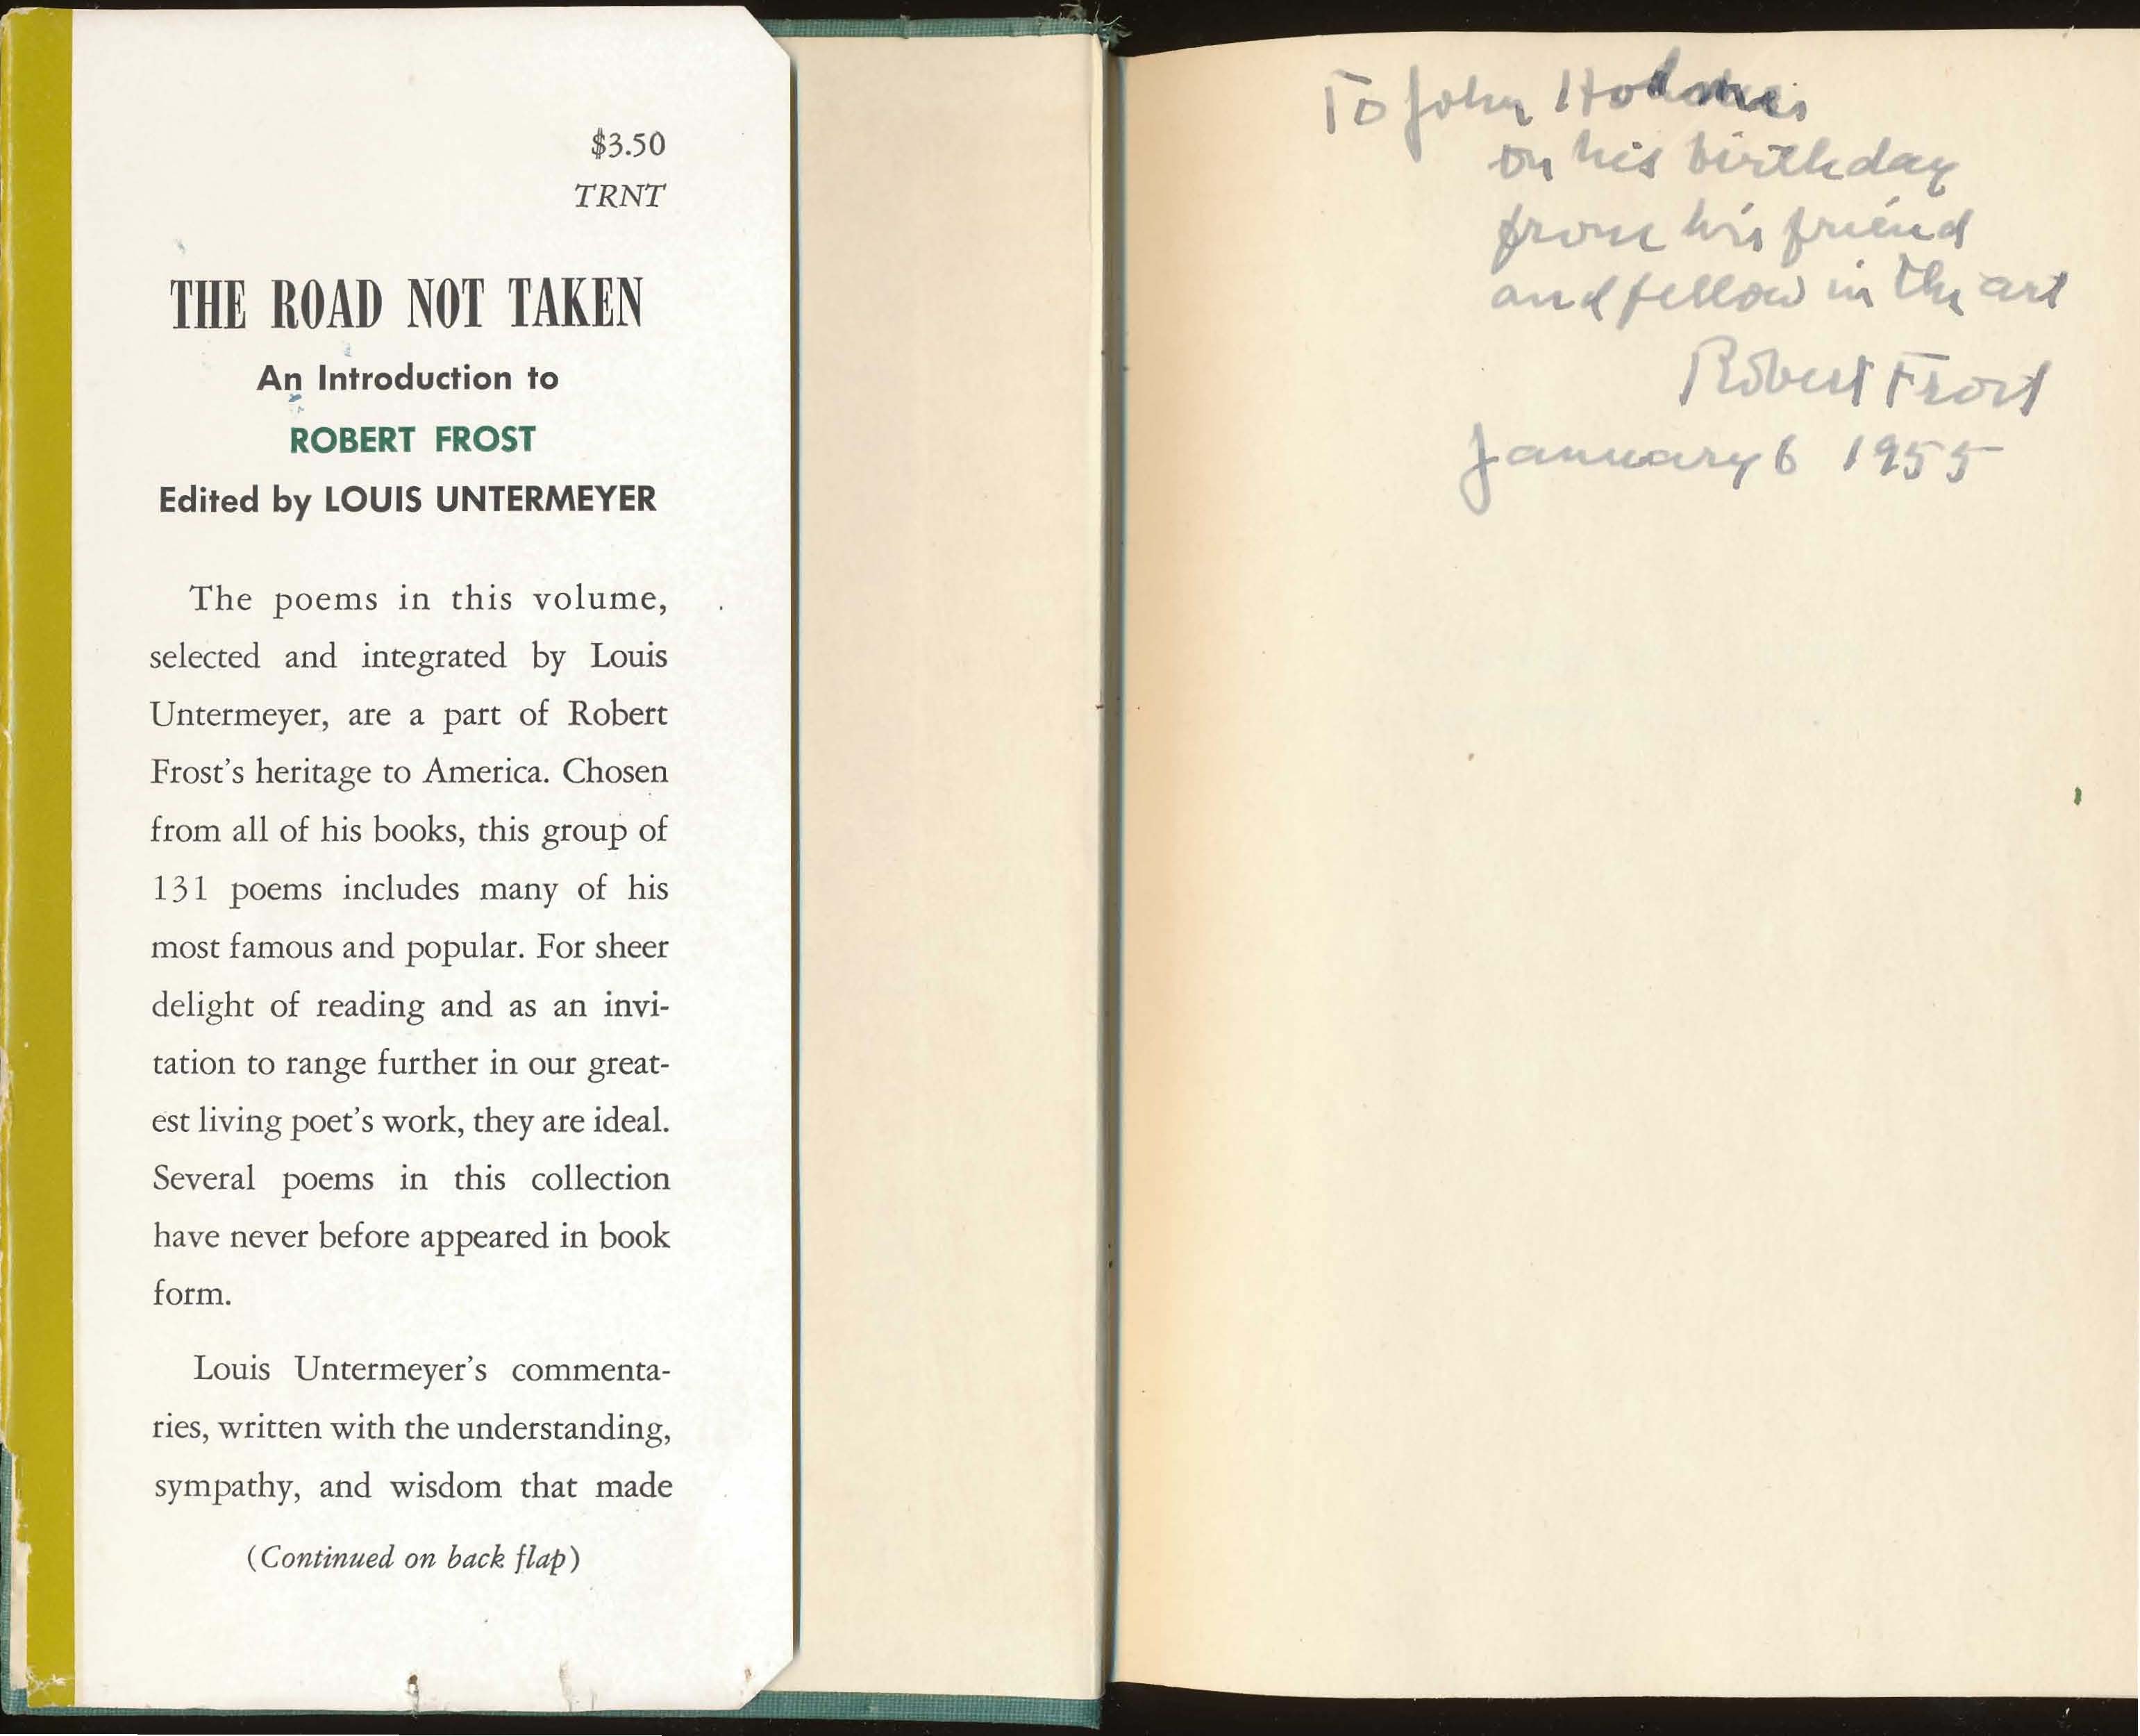 $3.50
TRNT
THE ROAD NOT TAKEN
An Introduction to
ROBERT FROST
Edited by LOUIS UNTERMEYER
The poems in this volume,
selected and integrated by Louis
Untermeyer, are a part of Robert
Frost's heritage to America. Chosen
from all of his books, this group of
131 poems includes many of his
most famous and popular. For sheer
delight of reading and as an invi-
tation to range further in our great-
est living poet's work, they are ideal.
Several poems in this collection
have never before appeared in book
form.
Louis Untermeyer's commenta-
ries, written with the understanding,
sympathy, and wisdom that made
(Continued on back flap)
To John Holmes
on his birthday
from his friend
and fellow in the art
Robert Frost
January 6 1955